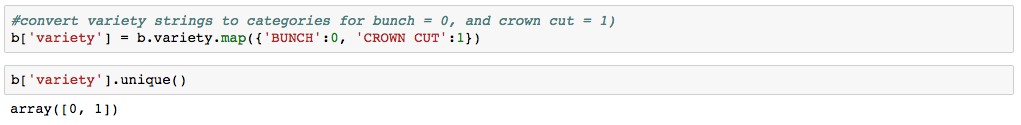 #convert variety strings to categories for bunch = 0, and crown cut = 1)
b['variety'] = b.variety.map({'BUNCH':0, 'CROWN CUT':1})
b['variety'].unique()
array([0, 1])